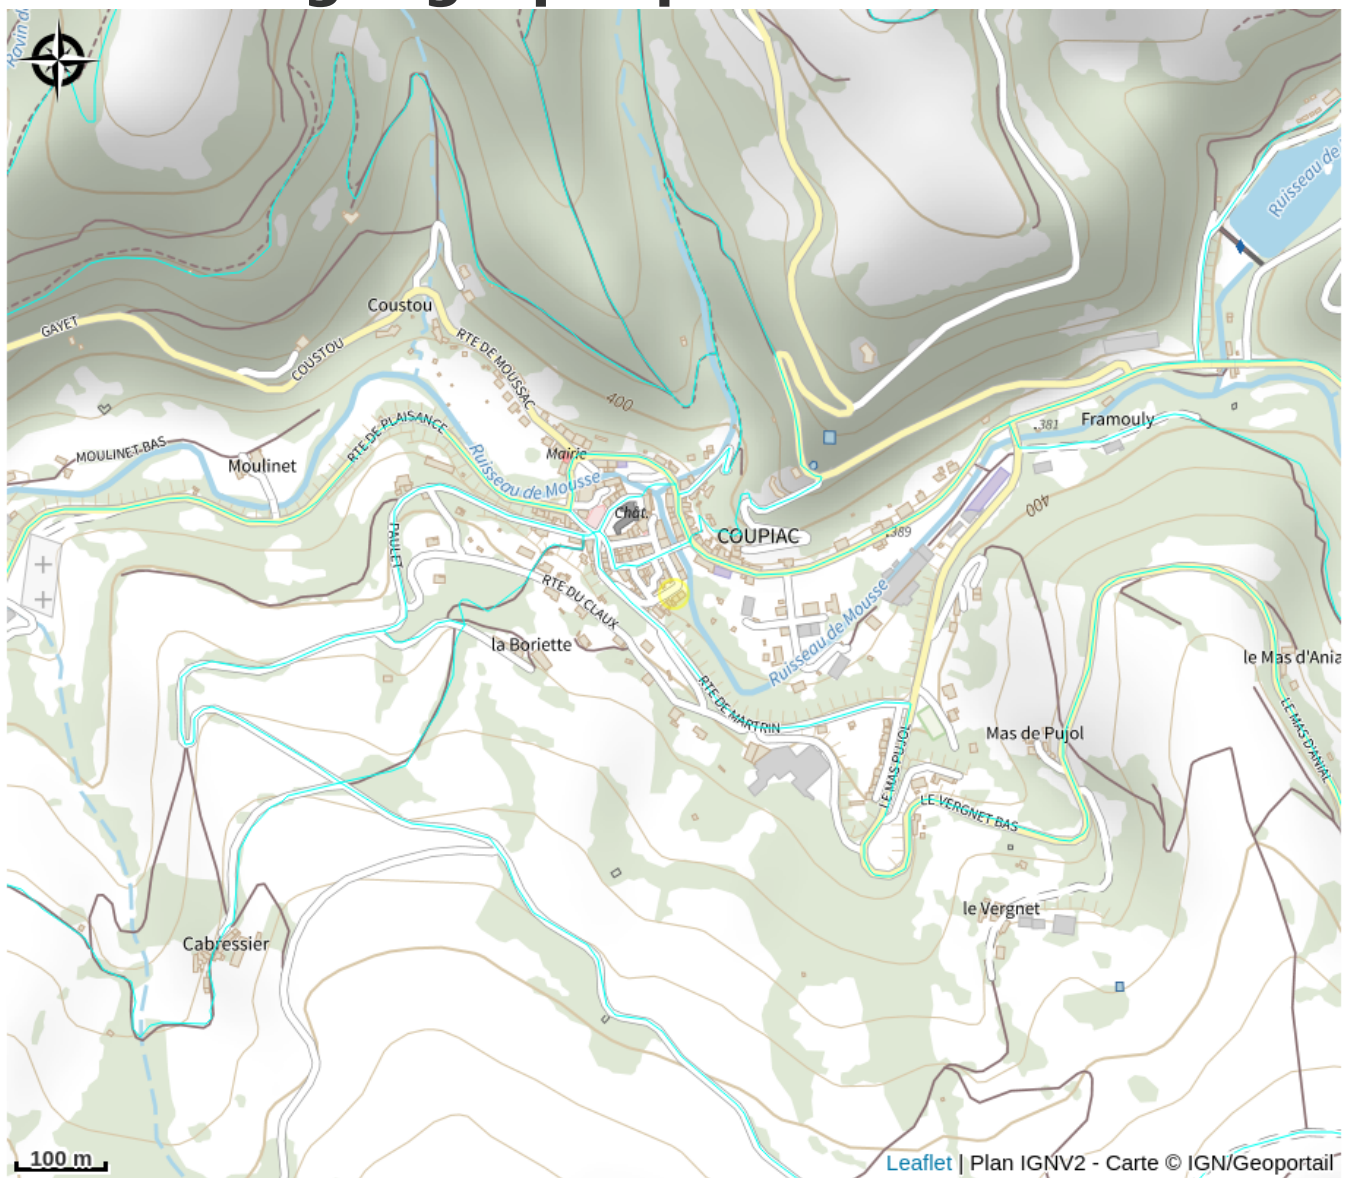 Ravin d
Ruisseau de
Coustou
GAYET
COUSTOU
RTE DE MOUSSAC
400
RTE DE PLAISANCE
Framouly
381
MOULINET-BAS
Moulinet
Mairie
Ruisseau de Mousse
400
Chât.
COUPIAC
389
PAULET
RTE DU CLAUX
Ruisseau de Mousse
la Boriette
le Mas d'Ania
RTE DE MARTRIN
LE MAS D'ANIAL
Mas de Pujol
LE MAS PUJOL
LE VERGNET BAS
le Vergnet
Cabressier
100 m
Leaflet | Plan IGNV2 - Carte © IGN/Geoportail